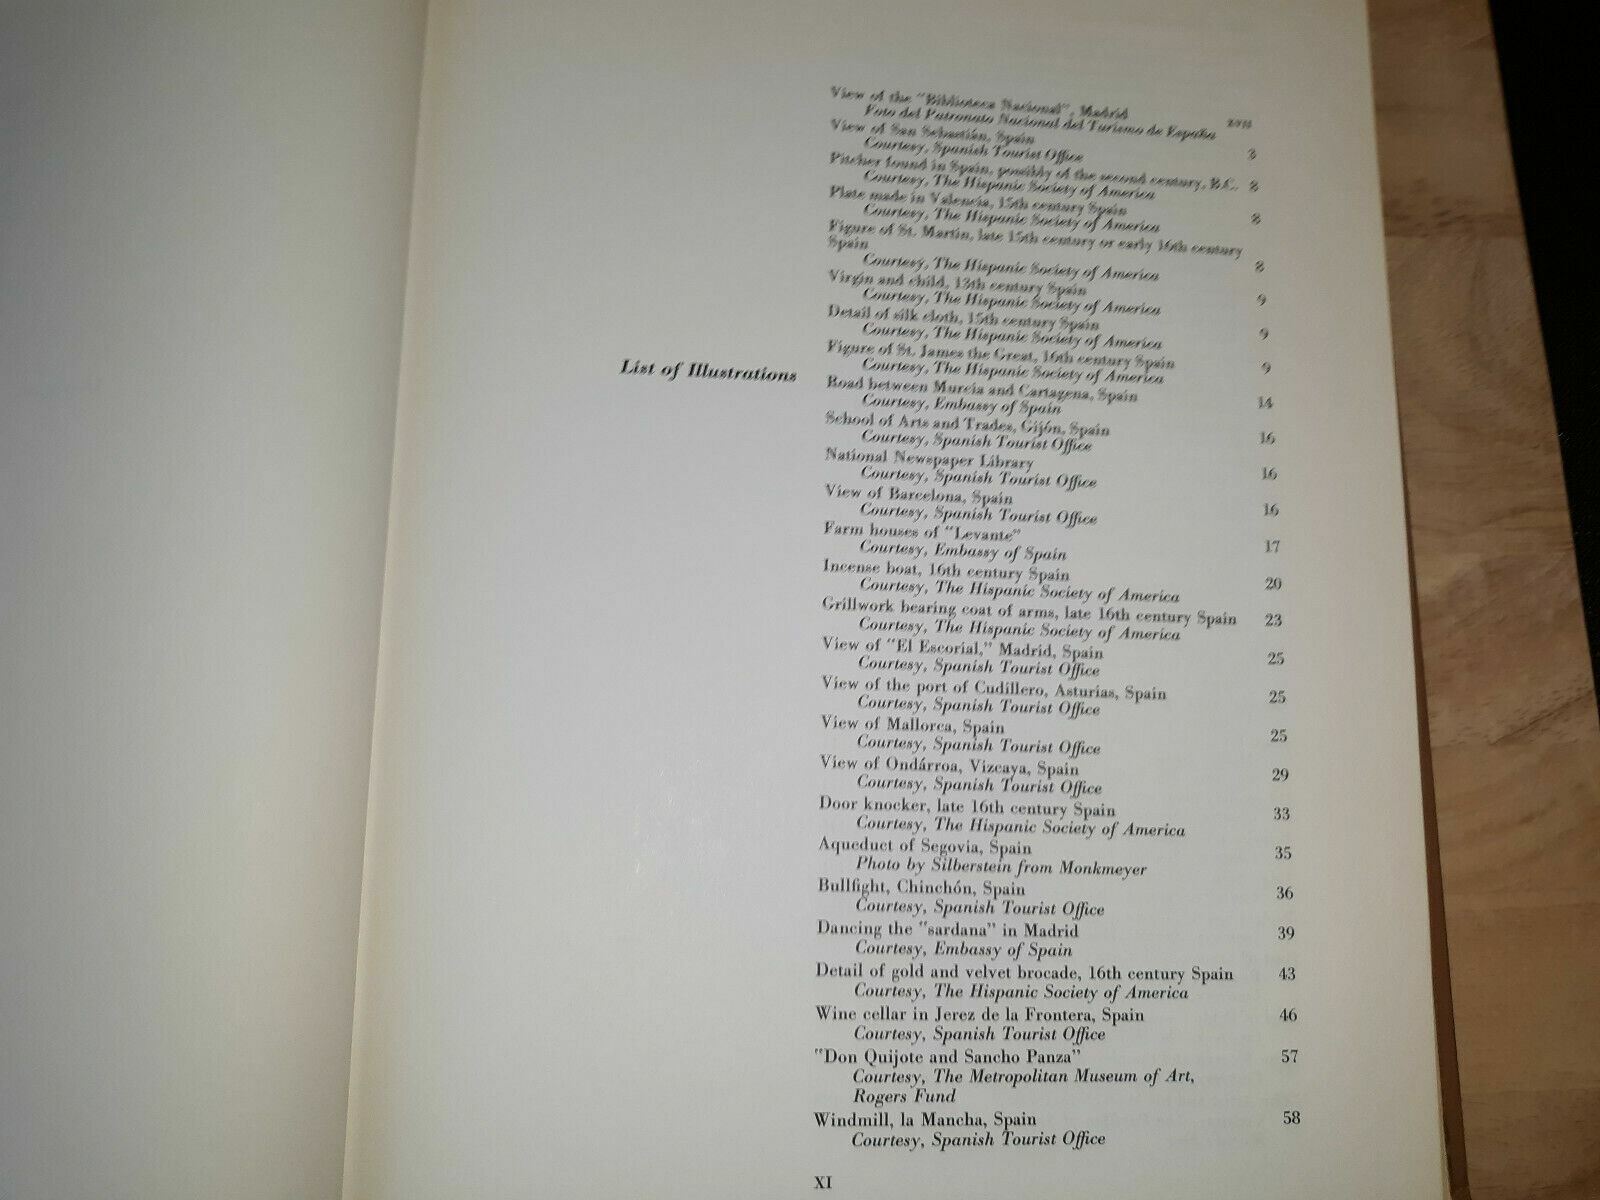 List of Illustrations
View of the "Biblioteca Nacional", Madrid
Foto del Patronato Nacional del Turismo de España XVII
View of San Sebastián, Spain
Courtesy, Spanish Tourist Office 3
Pitcher found in Spain, possibly of the second century, B.C. 8
Courtesy, The Hispanic Society of America
Plate made in Valencia, 15th century Spain 8
Courtesy, The Hispanic Society of America
Figure of St. Martin, late 15th century or early 16th century
Spain 8
Courtesy, The Hispanic Society of America
Virgin and child, 13th century Spain 9
Courtesy, The Hispanic Society of America
Detail of silk cloth, 15th century Spain 9
Courtesy, The Hispanic Society of America
Figure of St. James the Great, 16th century Spain 9
Courtesy, The Hispanic Society of America
Road between Murcia and Cartagena, Spain 14
Courtesy, Embassy of Spain
School of Arts and Trades, Gijón, Spain 16
Courtesy, Spanish Tourist Office
National Newspaper Library 16
Courtesy, Spanish Tourist Office
View of Barcelona, Spain 16
Courtesy, Spanish Tourist Office
Farm houses of "Levante" 17
Courtesy, Embassy of Spain
Incense boat, 16th century Spain 20
Courtesy, The Hispanic Society of America
Grillwork bearing coat of arms, late 16th century Spain 23
Courtesy, The Hispanic Society of America
View of "El Escorial," Madrid, Spain 25
Courtesy, Spanish Tourist Office
View of the port of Cudillero, Asturias, Spain 25
Courtesy, Spanish Tourist Office
View of Mallorca, Spain 25
Courtesy, Spanish Tourist Office
View of Ondárroa, Vizcaya, Spain 29
Courtesy, Spanish Tourist Office
Door knocker, late 16th century Spain 33
Courtesy, The Hispanic Society of America
Aqueduct of Segovia, Spain 35
Photo by Silberstein from Monkmeyer
Bullfight, Chinchón, Spain 36
Courtesy, Spanish Tourist Office
Dancing the "sardana" in Madrid 39
Courtesy, Embassy of Spain
Detail of gold and velvet brocade, 16th century Spain 43
Courtesy, The Hispanic Society of America
Wine cellar in Jerez de la Frontera, Spain 46
Courtesy, Spanish Tourist Office
"Don Quijote and Sancho Panza" 57
Courtesy, The Metropolitan Museum of Art,
Rogers Fund
Windmill, la Mancha, Spain 58
Courtesy, Spanish Tourist Office
XI